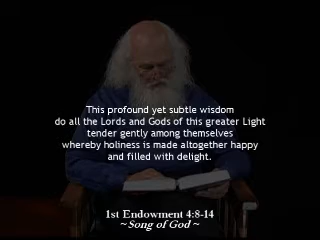 This profound yet subtle wisdom
do all the Lords and Gods of this greater Light
tender gently among themselves
whereby holiness is made altogether happy
and filled with delight.
1st Endowment 4:8-14
~Song of God ~